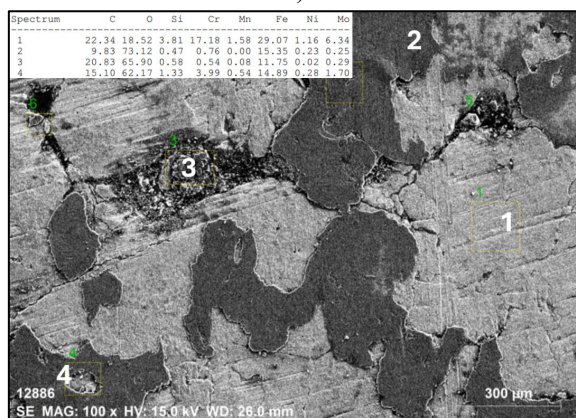 Spectrum C O Si Cr Mn Fe Ni Mo
1 22.34 18.52 3.81 17.18 1.58 29.07 1.16 6.34
2 9.83 73.12 0.47 0.76 0.00 15.35 0.23 0.25
3 20.83 65.90 0.58 0.54 0.08 11.75 0.02 0.29
4 15.10 62.17 1.33 3.99 0.54 14.89 0.28 1.70
2
6
3
3
1
1
4
4
12886
300 µm
SE MAG: 100 x HV: 15.0 kV WD: 26.0 mm